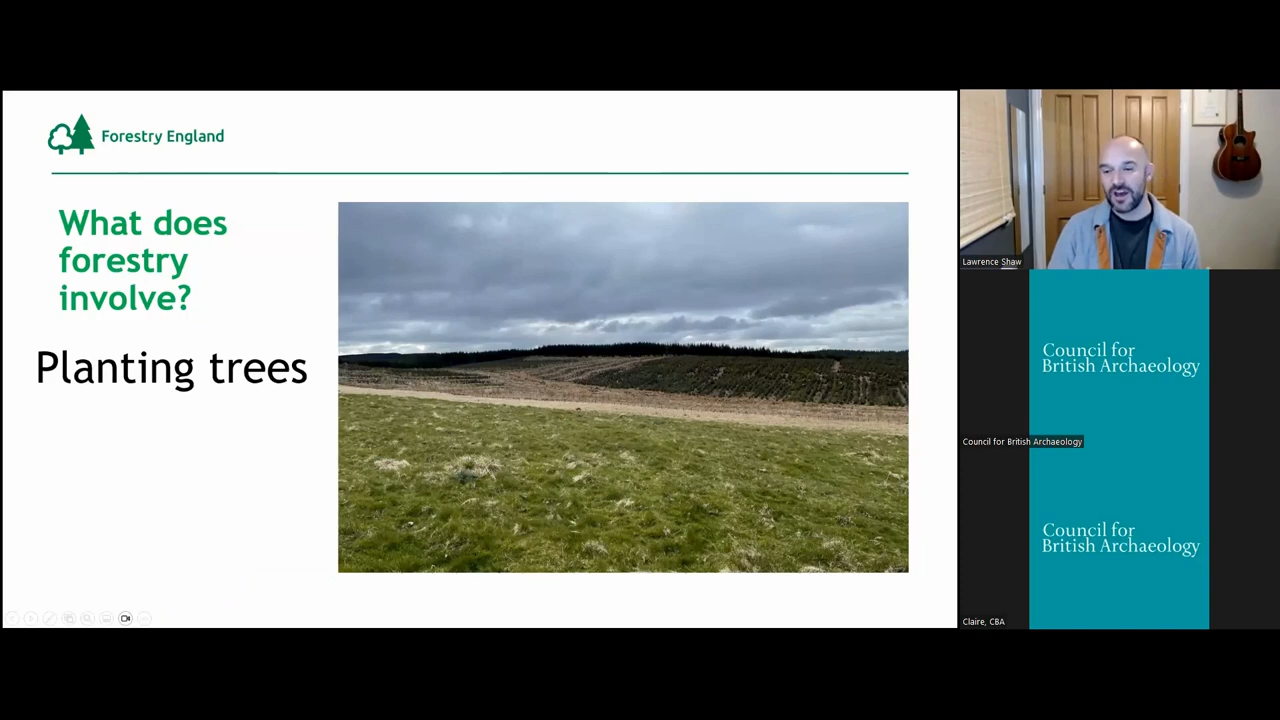 Forestry England
What does
forestry
involve?
Planting trees
Lawrence Shaw
Council for
British Archaeology
Council for British Archaeology
Council for
British Archaeology
Claire, CBA